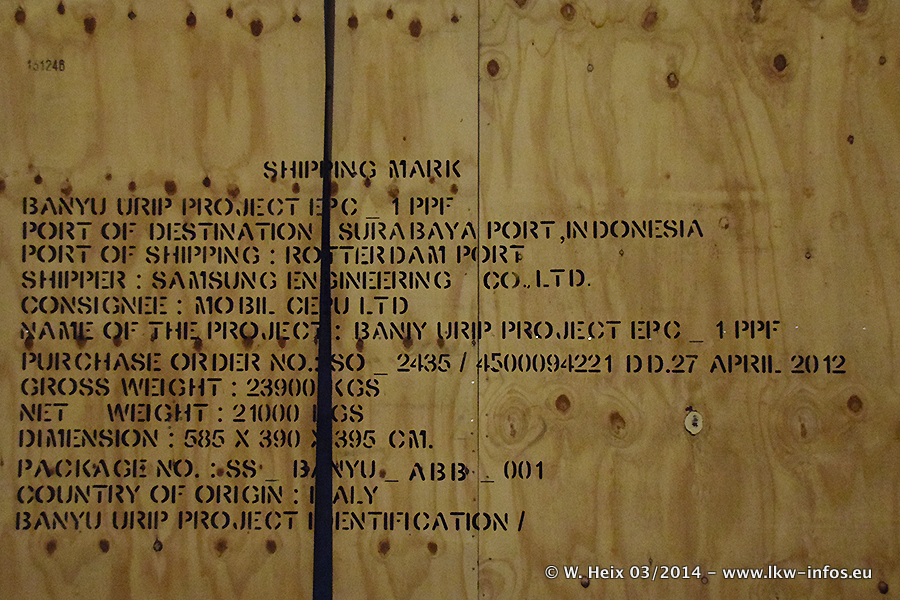 151246
SHIPPING MARK
BANYU URIP PROJECT EPC _ 1 PPF
PORT OF DESTINATION SURABAYA PORT,INDONESIA
PORT OF SHIPPING : ROTTERDAM PORT
SHIPPER : SAMSUNG ENGINEERING CO., LTD.
CONSIGNEE : MOBIL CEPU LTD
NAME OF THE PROJECT : BANIY URIP PROJECT EPC _ 1 PPF
PURCHASE ORDER NO.: SO _ 2435 / 4500094221 DD.27 APRIL 2012
GROSS WEIGHT : 23900 KGS
NET WEIGHT : 21000 KGS
DIMENSION : 585 X 390 X 395 CM.
PACKAGE NO. : SS _ BANYU _ ABB _ 001
COUNTRY OF ORIGIN : ITALY
BANYU URIP PROJECT IDENTIFICATION /
© W. Heix 03/2014 – www.lkw-infos.eu